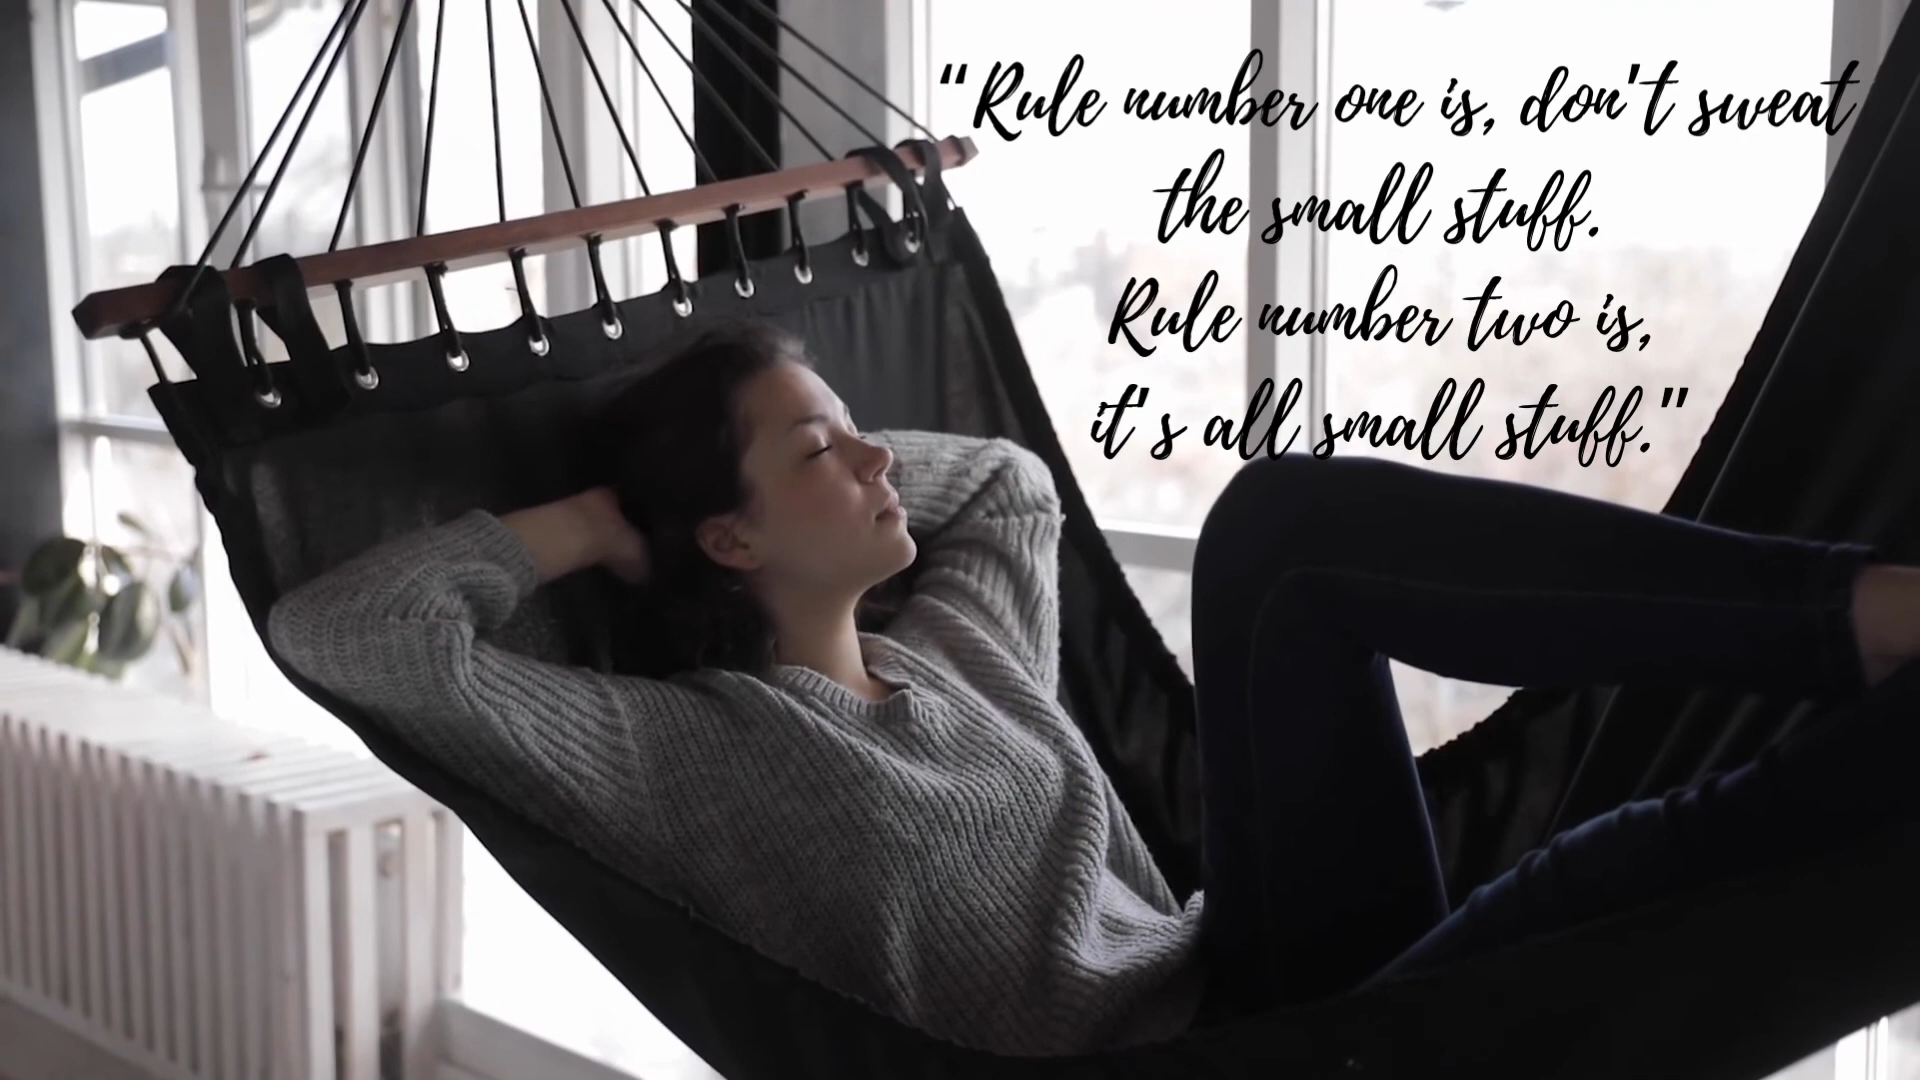 “Rule number one is, don't sweat
the small stuff.
Rule number two is,
it's all small stuff.”